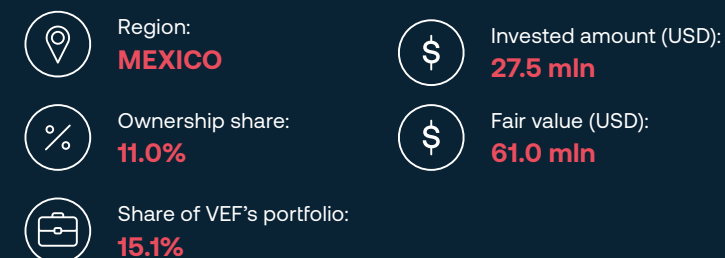 Region:
MEXICO
Invested amount (USD):
27.5 mln
Ownership share:
11.0%
Fair value (USD):
61.0 mln
Share of VEF’s portfolio:
15.1%